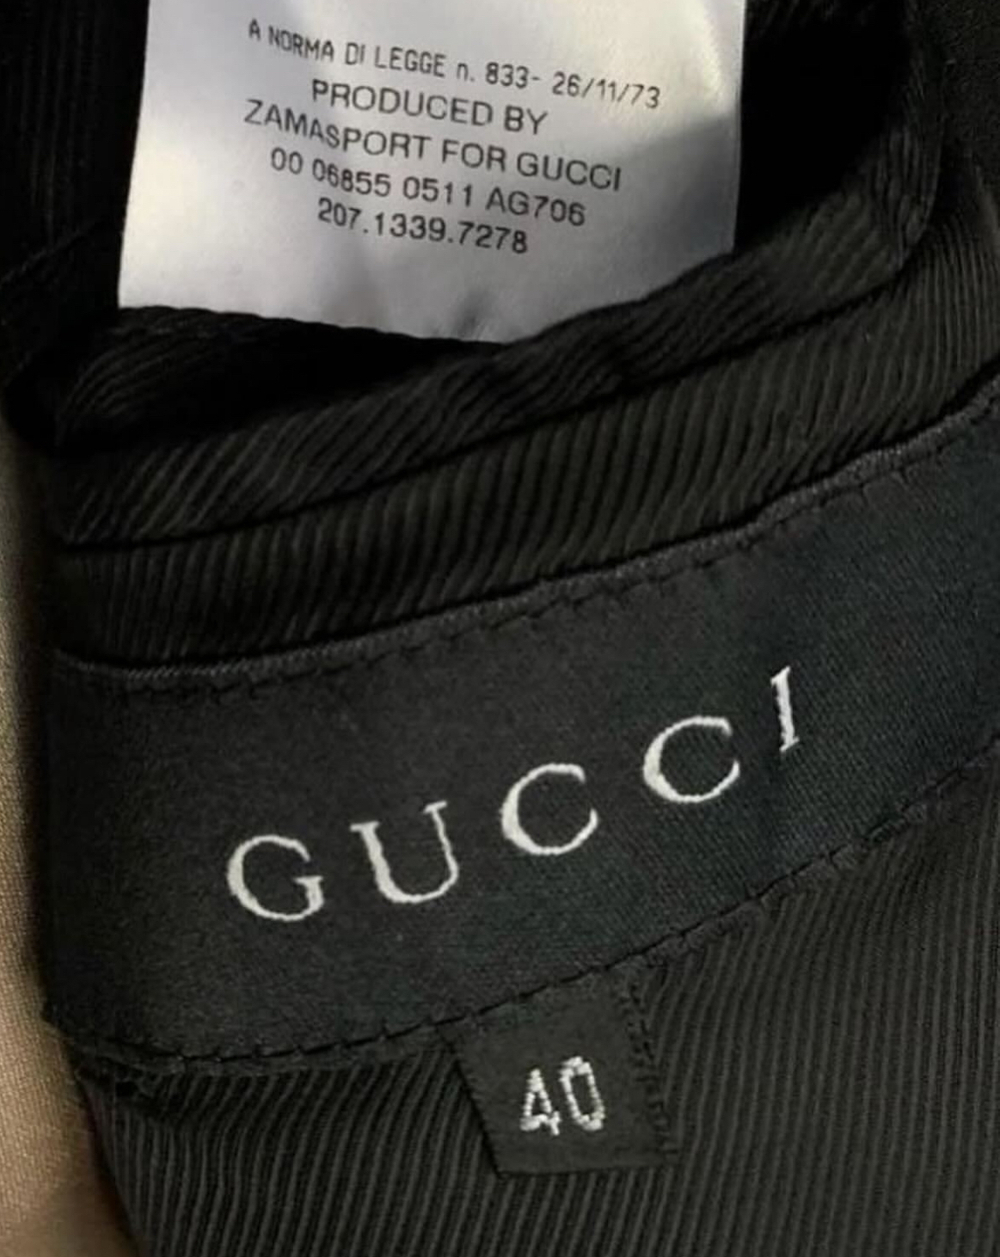 A NORMA DI LEGGE n. 833- 26/11/73
PRODUCED BY
ZAMASPORT FOR GUCCI
00 06855 0511 AG706
207.1339.7278
GUCCI
40